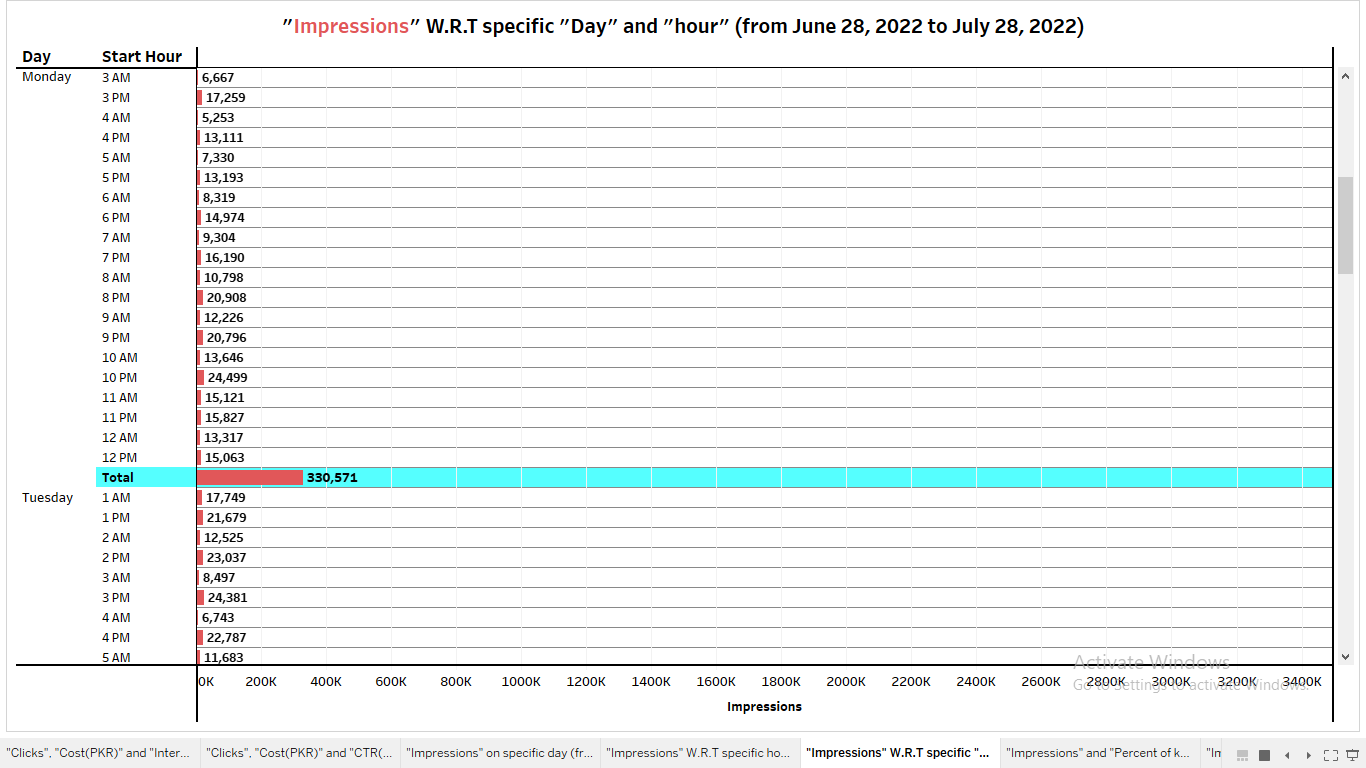 "Impressions" W.R.T specific "Day" and "hour" (from June 28, 2022 to July 28, 2022)
Day Start Hour
Monday 3 AM 6,667
3 PM 17,259
4 AM 5,253
4 PM 13,111
5 AM 7,330
5 PM 13,193
6 AM 8,319
6 PM 14,974
7 AM 9,304
7 PM 16,190
8 AM 10,798
8 PM 20,908
9 AM 12,226
9 PM 20,796
10 AM 13,646
10 PM 24,499
11 AM 15,121
11 PM 15,827
12 AM 13,317
12 PM 15,063
Total 330,571
Tuesday 1 AM 17,749
1 PM 21,679
2 AM 12,525
2 PM 23,037
3 AM 8,497
3 PM 24,381
4 AM 6,743
4 PM 22,787
5 AM 11,683
0K 200K 400K 600K 800K 1000K 1200K 1400K 1600K 1800K 2000K 2200K 2400K 2600K 2800K 3000K 3200K 3400K
Impressions
Activate Windows
Go to Settings to activate Windows.
"Clicks", "Cost(PKR)" and "Inter... "Clicks", "Cost(PKR)" and "CTR(... "Impressions" on specific day (fr... "Impressions" W.R.T specific ho... "Impressions" W.R.T specific "... "Impressions" and "Percent of k... "In